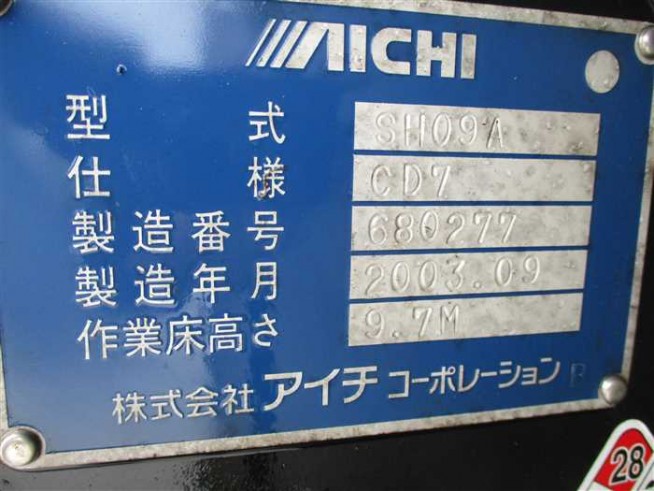 AICHI
型式 SH09A
仕様 CD7
製造番号 680277
製造年月 2003.09
作業床高さ 9.7M
株式会社 アイチ コーポレーション
28